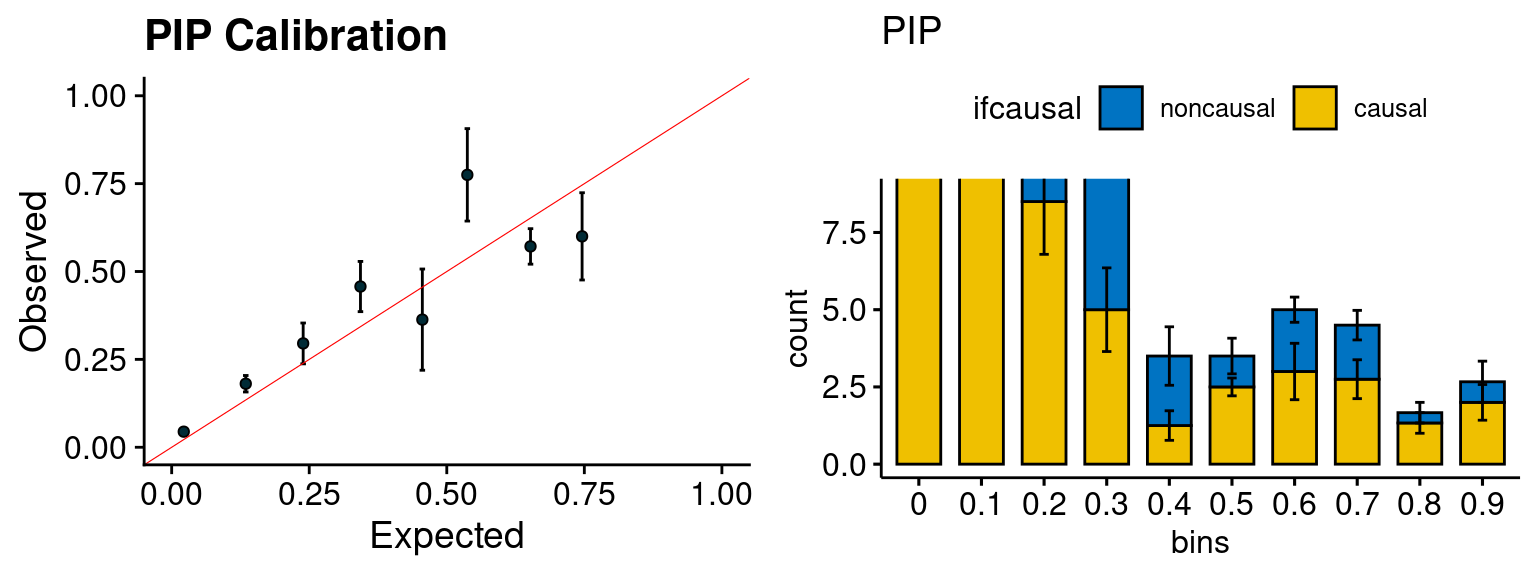 PIP Calibration
Observed
1.00
0.75
0.50
0.25
0.00
0.00 0.25 0.50 0.75 1.00
Expected
PIP
ifcausal noncausal causal
count
7.5
5.0
2.5
0.0
0 0.1 0.2 0.3 0.4 0.5 0.6 0.7 0.8 0.9
bins